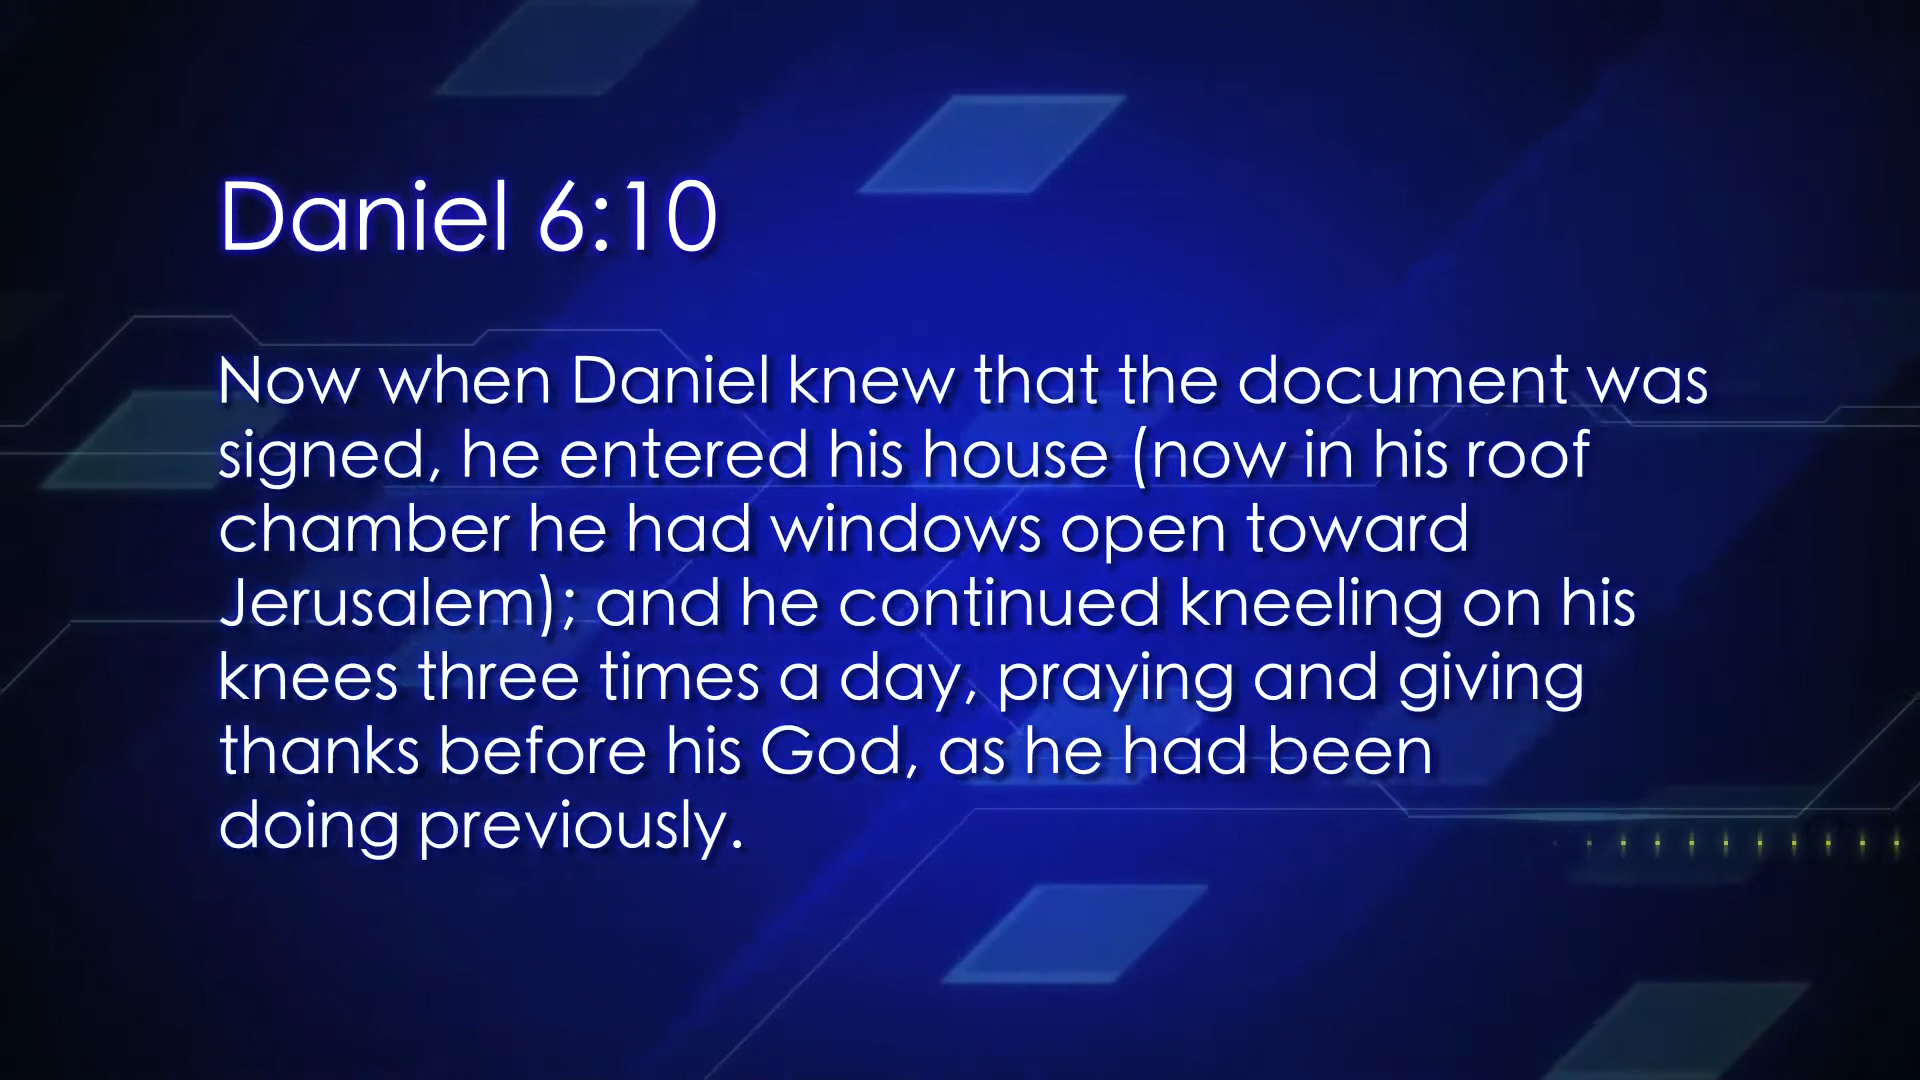 Daniel 6:10
Now when Daniel knew that the document was
signed, he entered his house (now in his roof
chamber he had windows open toward
Jerusalem); and he continued kneeling on his
knees three times a day, praying and giving
thanks before his God, as he had been
doing previously.